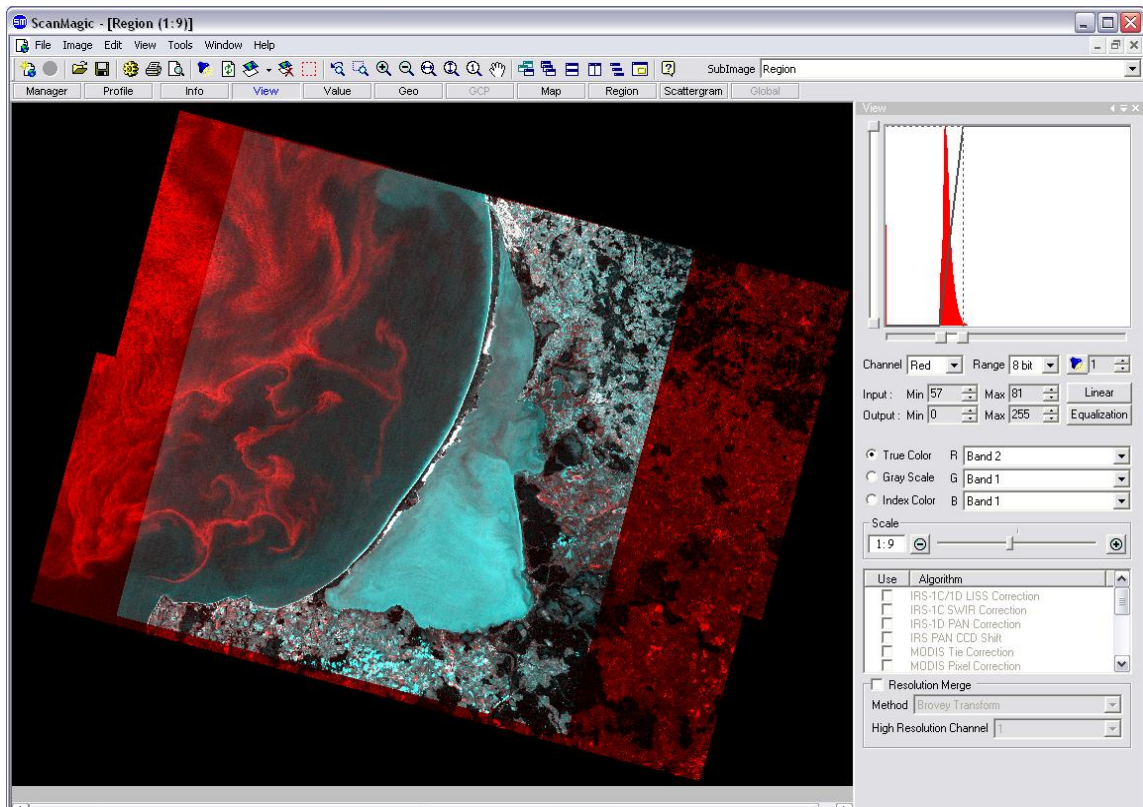 ScanMagic - [Region (1:9)]
File Image Edit View Tools Window Help
SubImage Region
Manager Profile Info View Value Geo GCP Map Region Scattergram Global
View
Channel Red Range 8 bit 1
Input : Min 57 Max 81 Linear
Output : Min 0 Max 255 Equalization
True Color R Band 2
Gray Scale G Band 1
Index Color B Band 1
Scale
1:9
Use Algorithm
IRS-1C/1D LISS Correction
IRS-1C SWIR Correction
IRS-1D PAN Correction
IRS PAN CCD Shift
MODIS Tie Correction
MODIS Pixel Correction
Resolution Merge
Method Brovey Transform
High Resolution Channel 1